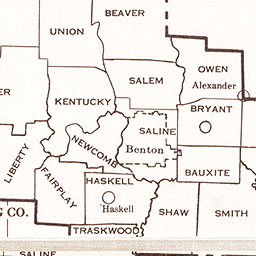 BEAVER
UNION
OWEN
SALEM
Alexander
ER
KENTUCKY
BRYANT
SALINE
LIBERTY
NEWCOMB
Benton
FAIRPLAY
BAUXITE
HASKELL
Haskell
G CO.
SHAW
SMITH
TRASKWOOD
SALINE